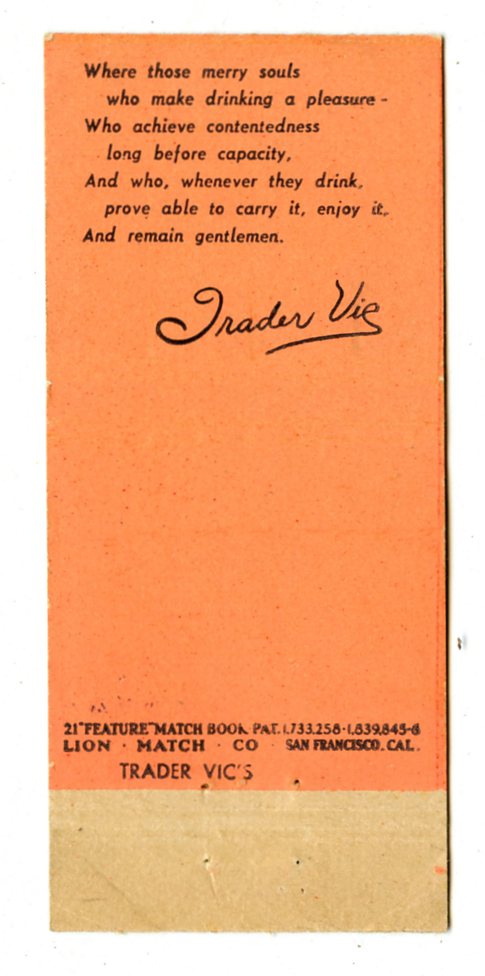 Where those merry souls
who make drinking a pleasure -
Who achieve contentedness
long before capacity,
And who, whenever they drink,
prove able to carry it, enjoy it,
And remain gentlemen.
Trader Vic
21 "FEATURE" MATCH BOOK PAT. 1,733,258-1,839,845-6
LION · MATCH · CO · SAN FRANCISCO. CAL.
TRADER VIC'S